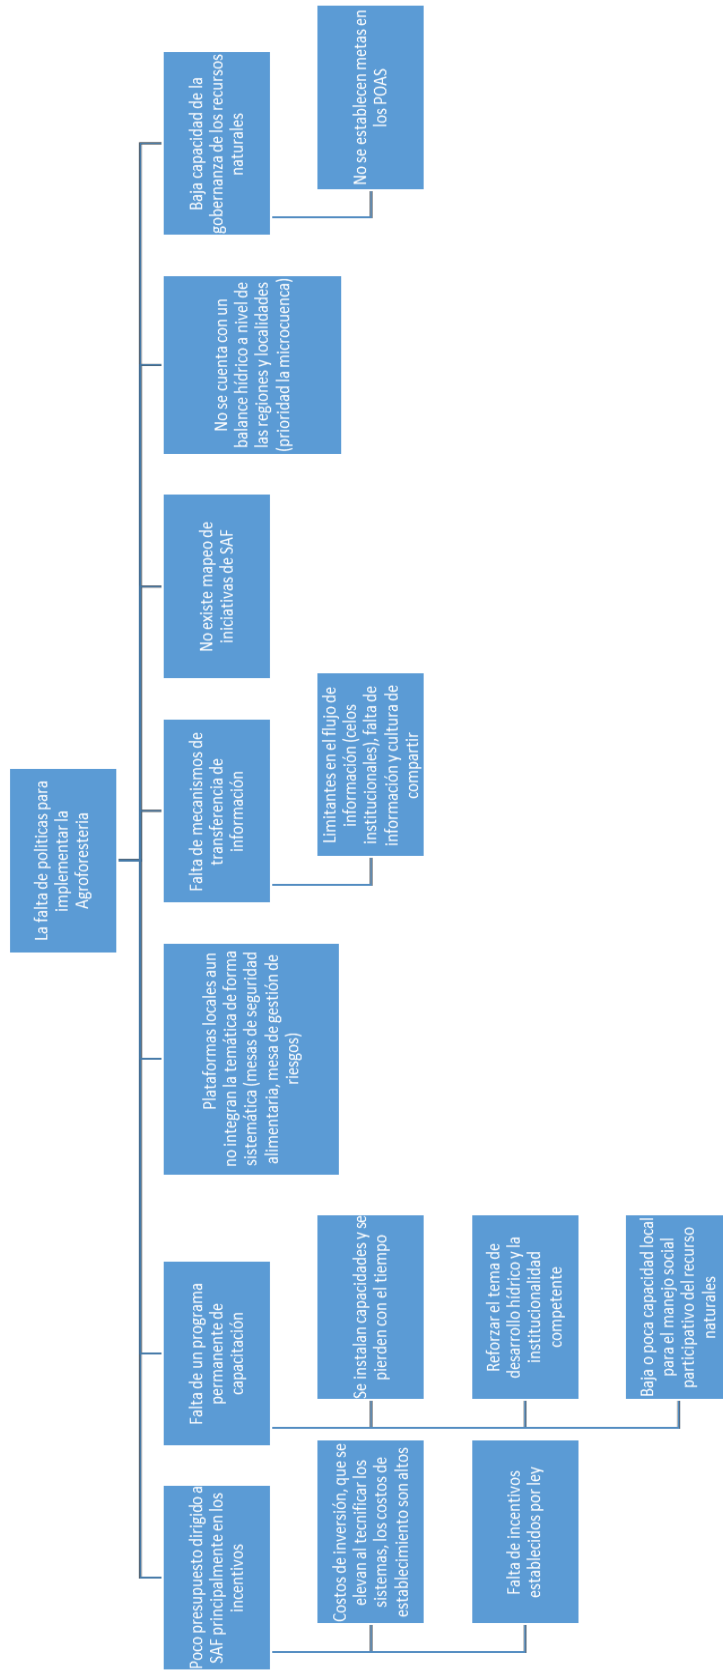 La falta de politicas para
implementar la
Agroforesteria
Poco presupuesto dirigido a
SAF principalmente en los
incentivos
Costos de inversión, que se
elevan al tecnificar los
sistemas, los costos de
establecimiento son altos
Falta de incentivos
establecidos por ley
Falta de un programa
permanente de
capacitación
Se instalan capacidades y se
pierden con el tiempo
Reforzar el tema de
desarrollo hídrico y la
institucionalidad
competente
Baja o poca capacidad local
para el manejo social
participativo del recurso
naturales
Plataformas locales aun
no integran la temática de forma
sistemática (mesas de seguridad
alimentaria, mesa de gestión de
riesgos)
Falta de mecanismos de
transferencia de
información
Limitantes en el flujo de
información (celos
institucionales), falta de
información y cultura de
compartir
No existe mapeo de
iniciativas de SAF
No se cuenta con un
balance hídrico a nivel de
las regiones y localidades
(prioridad la microcuenca)
Baja capacidad de la
gobernanza de los recursos
naturales
No se establecen metas en
los POAS